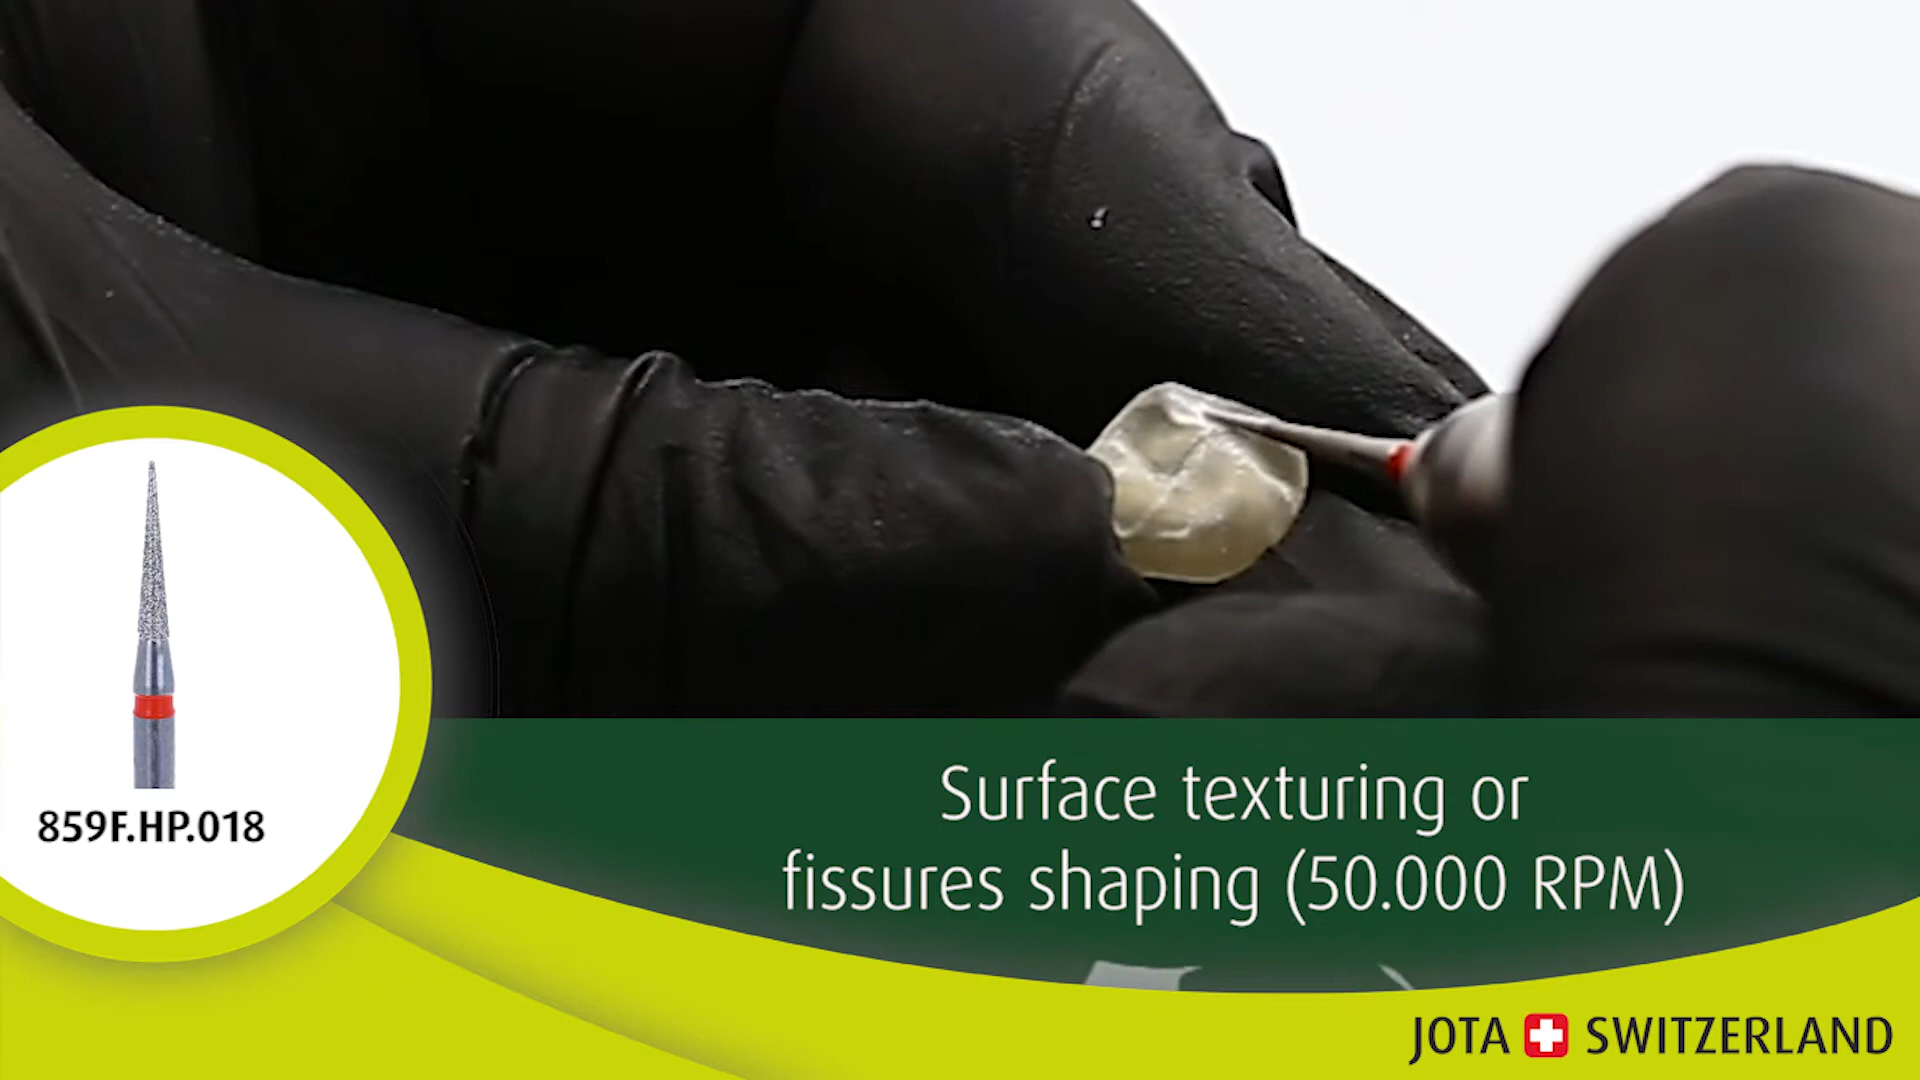 859F.HP.018
Surface texturing or
fissures shaping (50.000 RPM)
JOTA SWITZERLAND